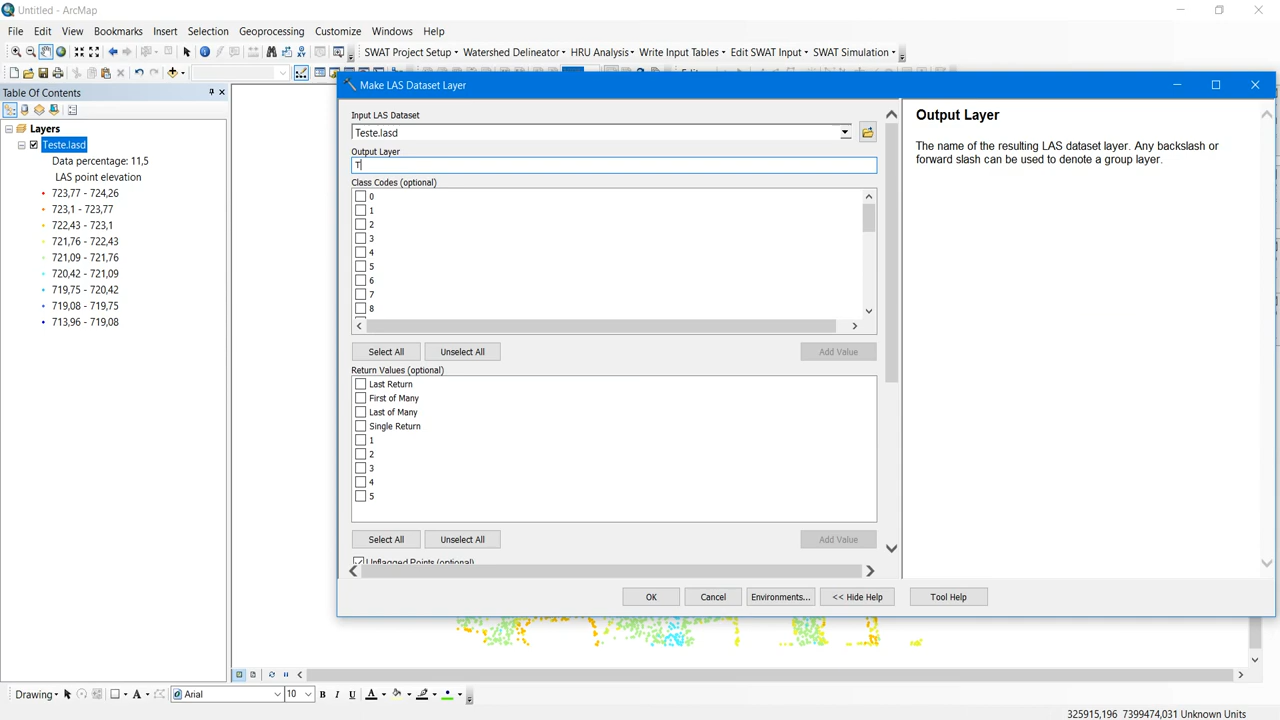 Untitled - ArcMap
File Edit View Bookmarks Insert Selection Geoprocessing Customize Windows Help
SWAT Project Setup Watershed Delineator HRU Analysis Write Input Tables Edit SWAT Input SWAT Simulation
Make LAS Dataset Layer
Table Of Contents
Layers
Teste.lasd
Data percentage: 11,5
LAS point elevation
723,77 - 724,26
723,1 - 723,77
722,43 - 723,1
721,76 - 722,43
721,09 - 721,76
720,42 - 721,09
719,75 - 720,42
719,08 - 719,75
713,96 - 719,08
Input LAS Dataset
Teste.lasd
Output Layer
T
Class Codes (optional)
0
1
2
3
4
5
6
7
8
Select All Unselect All Add Value
Return Values (optional)
Last Return
First of Many
Last of Many
Single Return
1
2
3
4
5
Select All Unselect All Add Value
Unflagged Points (optional)
OK Cancel Environments... << Hide Help Tool Help
Output Layer
The name of the resulting LAS dataset layer. Any backslash or
forward slash can be used to denote a group layer.
Drawing A Arial 10 B I U A
325915,196 7399474,031 Unknown Units